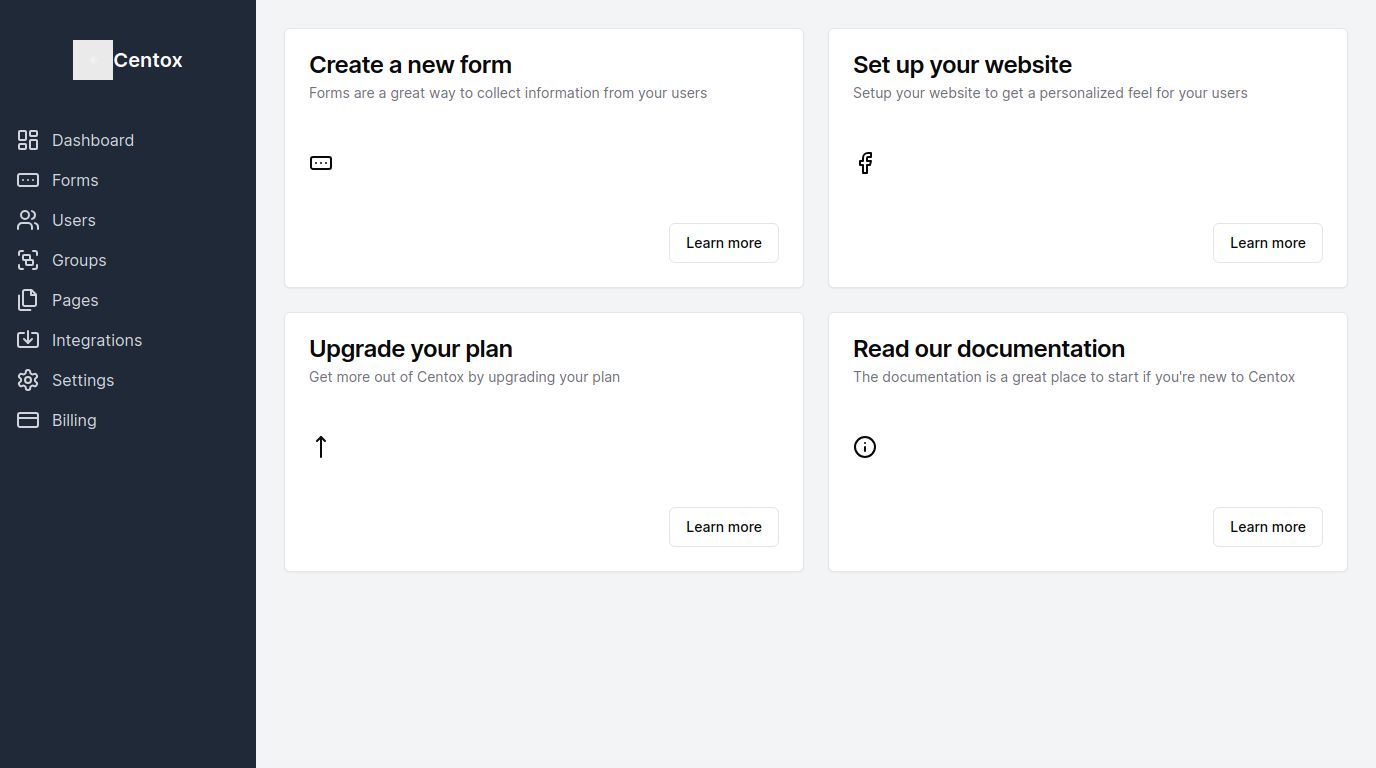 Centox
Dashboard
Forms
Users
Groups
Pages
Integrations
Settings
Billing
Create a new form
Forms are a great way to collect information from your users
Learn more
Set up your website
Setup your website to get a personalized feel for your users
Learn more
Upgrade your plan
Get more out of Centox by upgrading your plan
Learn more
Read our documentation
The documentation is a great place to start if you're new to Centox
Learn more